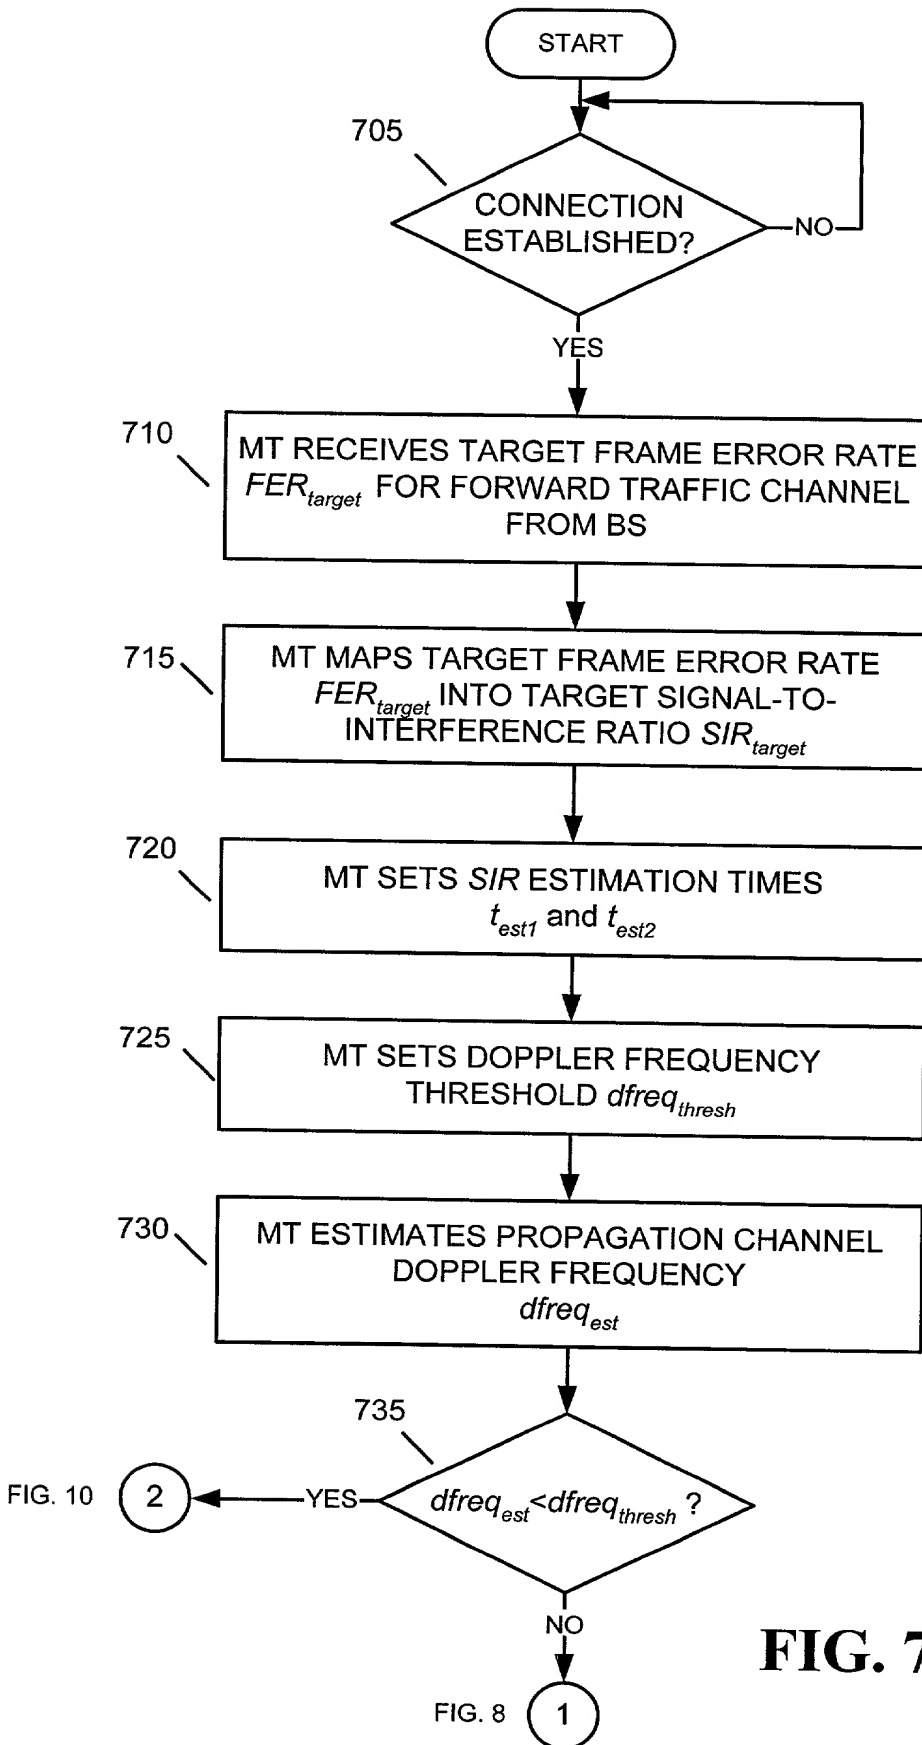 START
705
CONNECTION
ESTABLISHED?
NO
YES
710
MT RECEIVES TARGET FRAME ERROR RATE
FERtarget FOR FORWARD TRAFFIC CHANNEL
FROM BS
715
MT MAPS TARGET FRAME ERROR RATE
FERtarget INTO TARGET SIGNAL-TO-
INTERFERENCE RATIO SIRtarget
720
MT SETS SIR ESTIMATION TIMES
test1 and test2
725
MT SETS DOPPLER FREQUENCY
THRESHOLD dfreqthresh
730
MT ESTIMATES PROPAGATION CHANNEL
DOPPLER FREQUENCY
dfreqest
735
FIG. 10
2
YES
dfreqest<dfreqthresh ?
NO
FIG. 7
FIG. 8
1